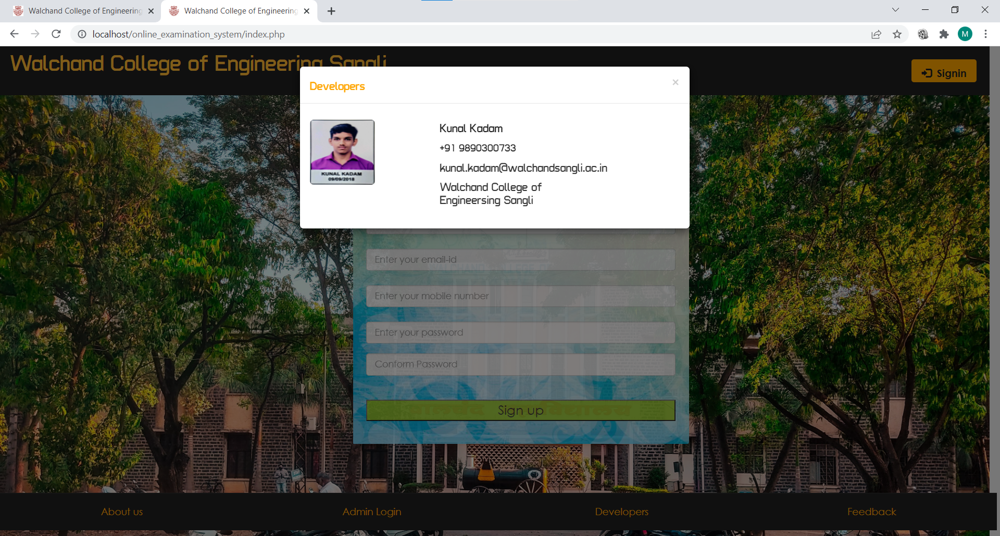 Walchand College of Engineering
Walchand College of Engineering
localhost/online_examination_system/index.php
M
Walchand College of Engineering Sangli
Signin
Developers
×
KUNAL KADAM
09/09/2018
Kunal Kadam
+91 9890300733
kunal.kadam@walchandsangli.ac.in
Walchand College of
Engineersing Sangli
Enter your email-id
Enter your mobile number
Enter your password
Conform Password
Sign up
About us
Admin Login
Developers
Feedback